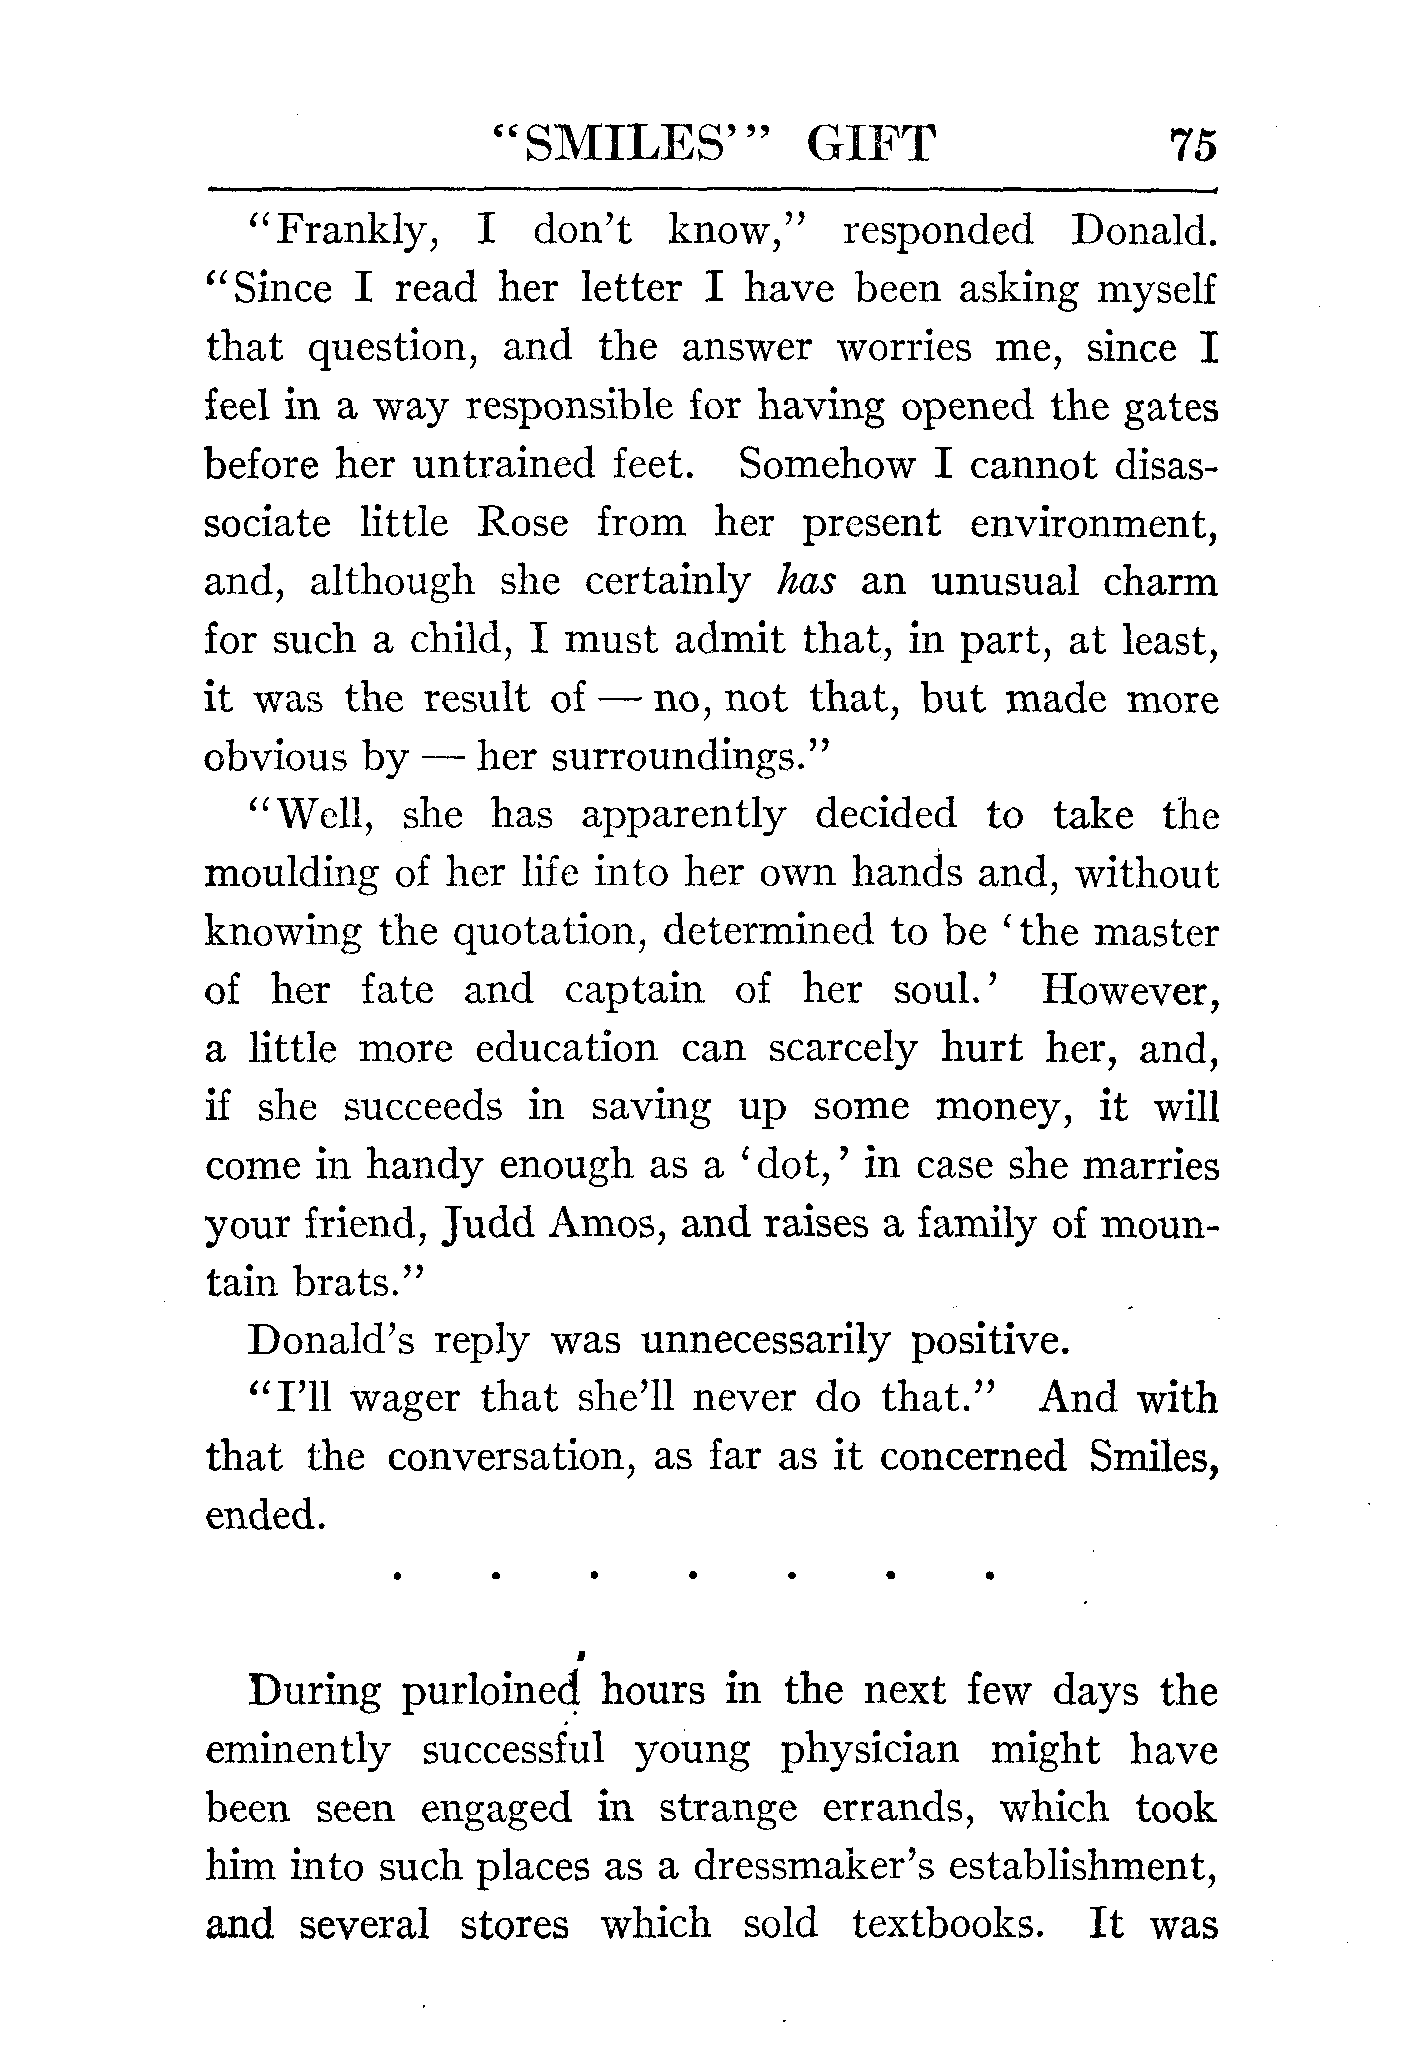 "SMILES'" GIFT 75
"Frankly, I don't know," responded Donald.
"Since I read her letter I have been asking myself
that question, and the answer worries me, since I
feel in a way responsible for having opened the gates
before her untrained feet. Somehow I cannot disas-
sociate little Rose from her present environment,
and, although she certainly has an unusual charm
for such a child, I must admit that, in part, at least,
it was the result of — no, not that, but made more
obvious by — her surroundings."
"Well, she has apparently decided to take the
moulding of her life into her own hands and, without
knowing the quotation, determined to be 'the master
of her fate and captain of her soul.' However,
a little more education can scarcely hurt her, and,
if she succeeds in saving up some money, it will
come in handy enough as a 'dot,' in case she marries
your friend, Judd Amos, and raises a family of moun-
tain brats."
Donald's reply was unnecessarily positive.
"I'll wager that she'll never do that." And with
that the conversation, as far as it concerned Smiles,
ended.
. . . . . . .
During purloined hours in the next few days the
eminently successful young physician might have
been seen engaged in strange errands, which took
him into such places as a dressmaker's establishment,
and several stores which sold textbooks. It was